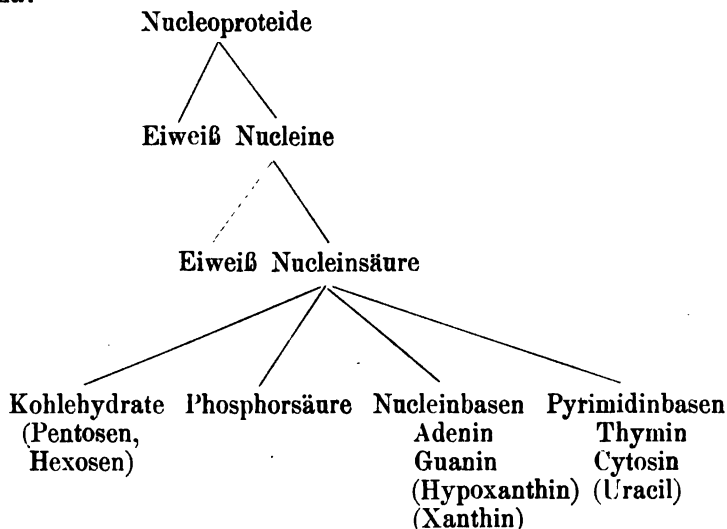 Nucleoproteide
Eiweiß Nucleine
Eiweiß Nucleinsäure
Kohlehydrate Phosphorsäure Nucleinbasen Pyrimidinbasen
(Pentosen, Adenin Thymin
Hexosen) Guanin Cytosin
(Hypoxanthin) (Uracil)
(Xanthin)